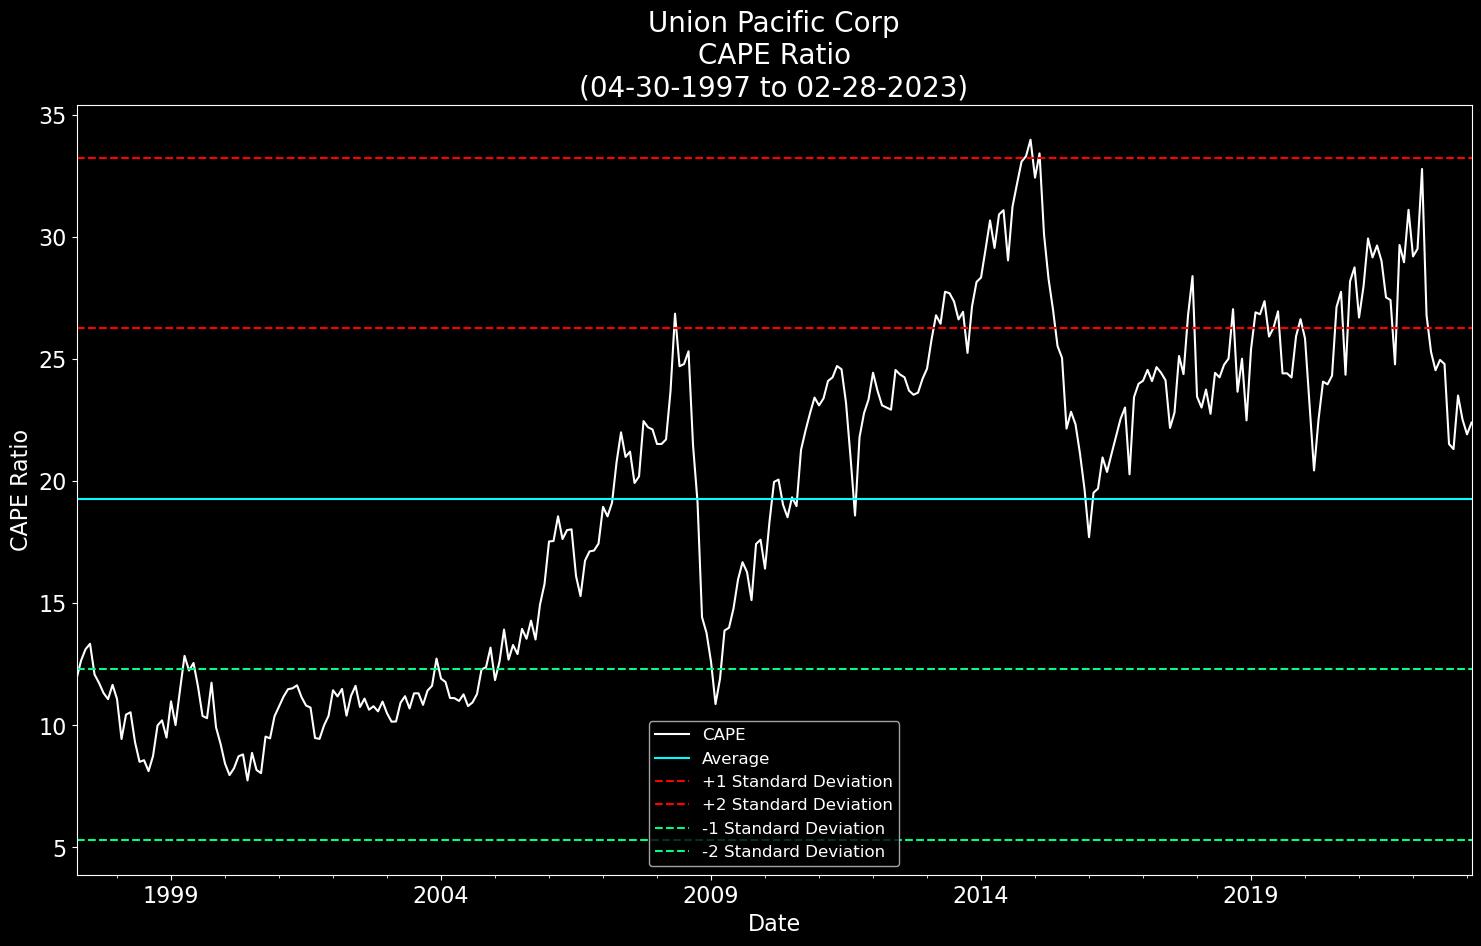 Union Pacific Corp
CAPE Ratio
(04-30-1997 to 02-28-2023)
35
30
25
20
15
10
5
CAPE Ratio
CAPE
Average
+1 Standard Deviation
+2 Standard Deviation
-1 Standard Deviation
-2 Standard Deviation
1999 2004 2009 2014 2019
Date